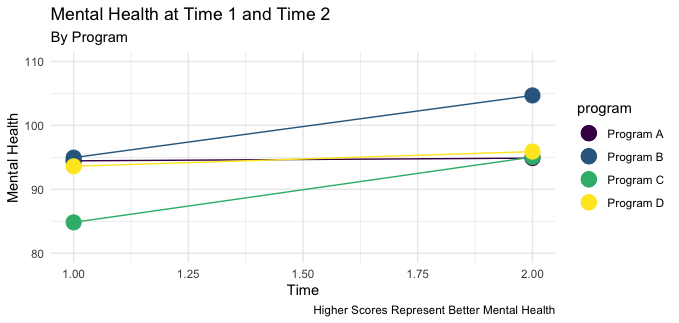 Mental Health at Time 1 and Time 2
By Program
Mental Health
110
100
90
80
1.00 1.25 1.50 1.75 2.00
Time
program
Program A
Program B
Program C
Program D
Higher Scores Represent Better Mental Health